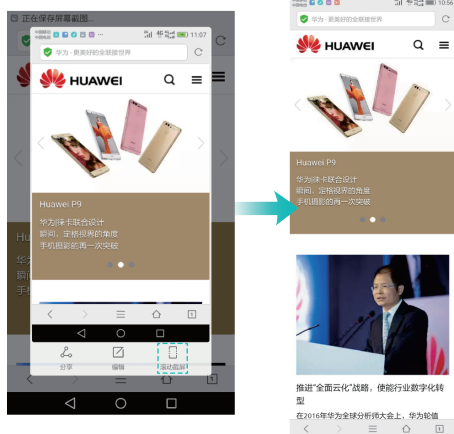 正在保存屏幕截图...
11:07
华为 - 更美好的全联接世界
HUAWEI
Huawei P9
华为|徕卡联合设计
瞬间，定格视界的角度
手机摄影的再一次突破
1
分享
编辑
滚动截屏
10:56
华为 - 更美好的全联接世界
HUAWEI
Huawei P9
华为|徕卡联合设计
瞬间，定格视界的角度
手机摄影的再一次突破
推进“全面云化”战略，使能行业数字化转
型
在2016年华为全球分析师大会上，华为轮值
1